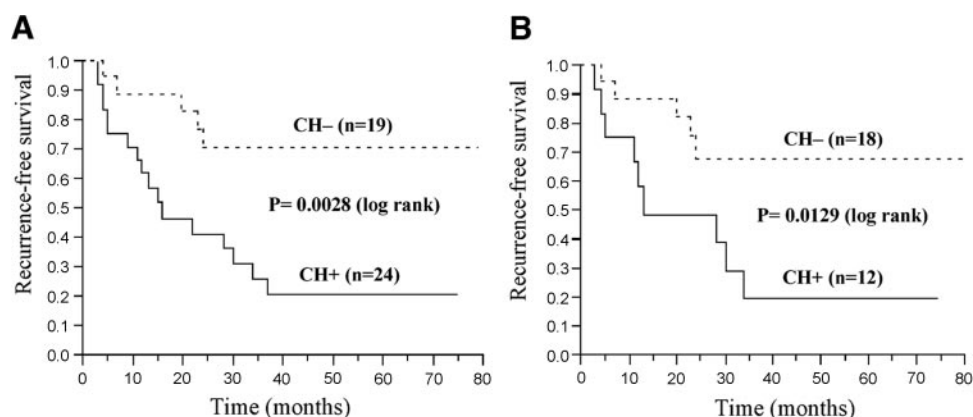 A
Recurrence-free survival
1.0
0.9
0.8
0.7
0.6
0.5
0.4
0.3
0.2
0.1
0.0
CH– (n=19)
P= 0.0028 (log rank)
CH+ (n=24)
0 10 20 30 40 50 60 70 80
Time (months)
B
Recurrence-free survival
1.0
0.9
0.8
0.7
0.6
0.5
0.4
0.3
0.2
0.1
0.0
CH– (n=18)
P= 0.0129 (log rank)
CH+ (n=12)
0 10 20 30 40 50 60 70 80
Time (months)